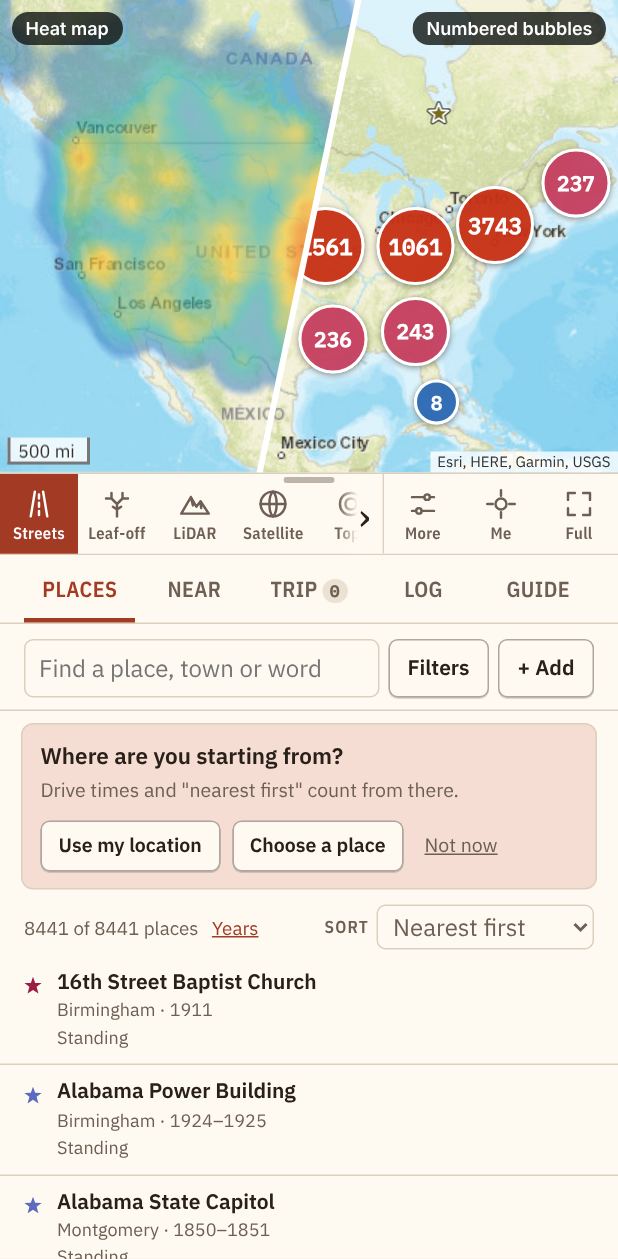 Heat map
Numbered bubbles
CANADA
Vancouver
237
3743
York
1061
UNITED
San Francisco
Los Angeles
236
243
8
MÉXICO
Mexico City
500 mi
Esri, HERE, Garmin, USGS
Streets
Leaf-off
LiDAR
Satellite
More
Me
Full
PLACES
NEAR
TRIP 0
LOG
GUIDE
Find a place, town or word
Filters
+ Add
Where are you starting from?
Drive times and "nearest first" count from there.
Use my location
Choose a place
Not now
8441 of 8441 places Years
SORT Nearest first
16th Street Baptist Church
Birmingham · 1911
Standing
Alabama Power Building
Birmingham · 1924–1925
Standing
Alabama State Capitol
Montgomery · 1850–1851
Standing